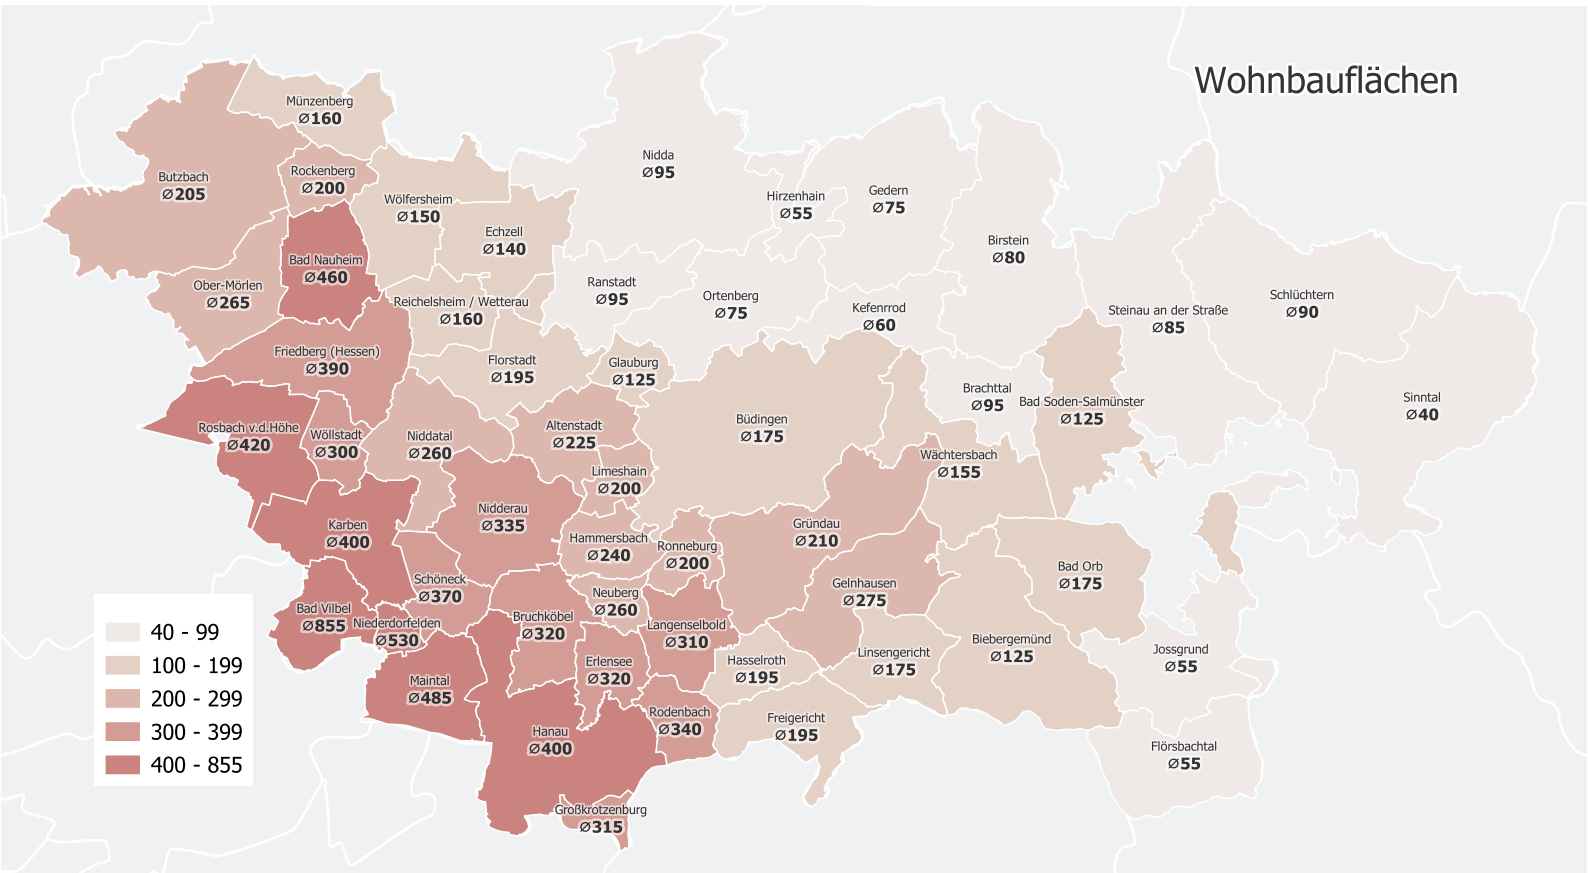 Wohnbauflächen
Münzenberg
⌀160
Butzbach
⌀205
Rockenberg
⌀200
Wölfersheim
⌀150
Echzell
⌀140
Nidda
⌀95
Hirzenhain
⌀55
Gedern
⌀75
Birstein
⌀80
Bad Nauheim
⌀460
Ober-Mörlen
⌀265
Reichelsheim / Wetterau
⌀160
Ranstadt
⌀95
Ortenberg
⌀75
Kefenrrod
⌀60
Steinau an der Straße
⌀85
Schlüchtern
⌀90
Friedberg (Hessen)
⌀390
Florstadt
⌀195
Glauburg
⌀125
Brachttal
⌀95
Bad Soden-Salmünster
⌀125
Sinntal
⌀40
Rosbach v.d.Höhe
⌀420
Wöllstadt
⌀300
Niddatal
⌀260
Altenstadt
⌀225
Büdingen
⌀175
Limeshain
⌀200
Wächtersbach
⌀155
Karben
⌀400
Nidderau
⌀335
Hammersbach
⌀240
Ronneburg
⌀200
Gründau
⌀210
Bad Orb
⌀175
Schöneck
⌀370
Neuberg
⌀260
Gelnhausen
⌀275
Bad Vilbel
⌀855
Niederdorfelden
⌀530
Bruchköbel
⌀320
Langenselbold
⌀310
Biebergemünd
⌀125
Linsengericht
⌀175
Jossgrund
⌀55
Maintal
⌀485
Erlensee
⌀320
Hasselroth
⌀195
Hanau
⌀400
Rodenbach
⌀340
Freigericht
⌀195
Flörsbachtal
⌀55
Großkrotzenburg
⌀315
40 - 99
100 - 199
200 - 299
300 - 399
400 - 855